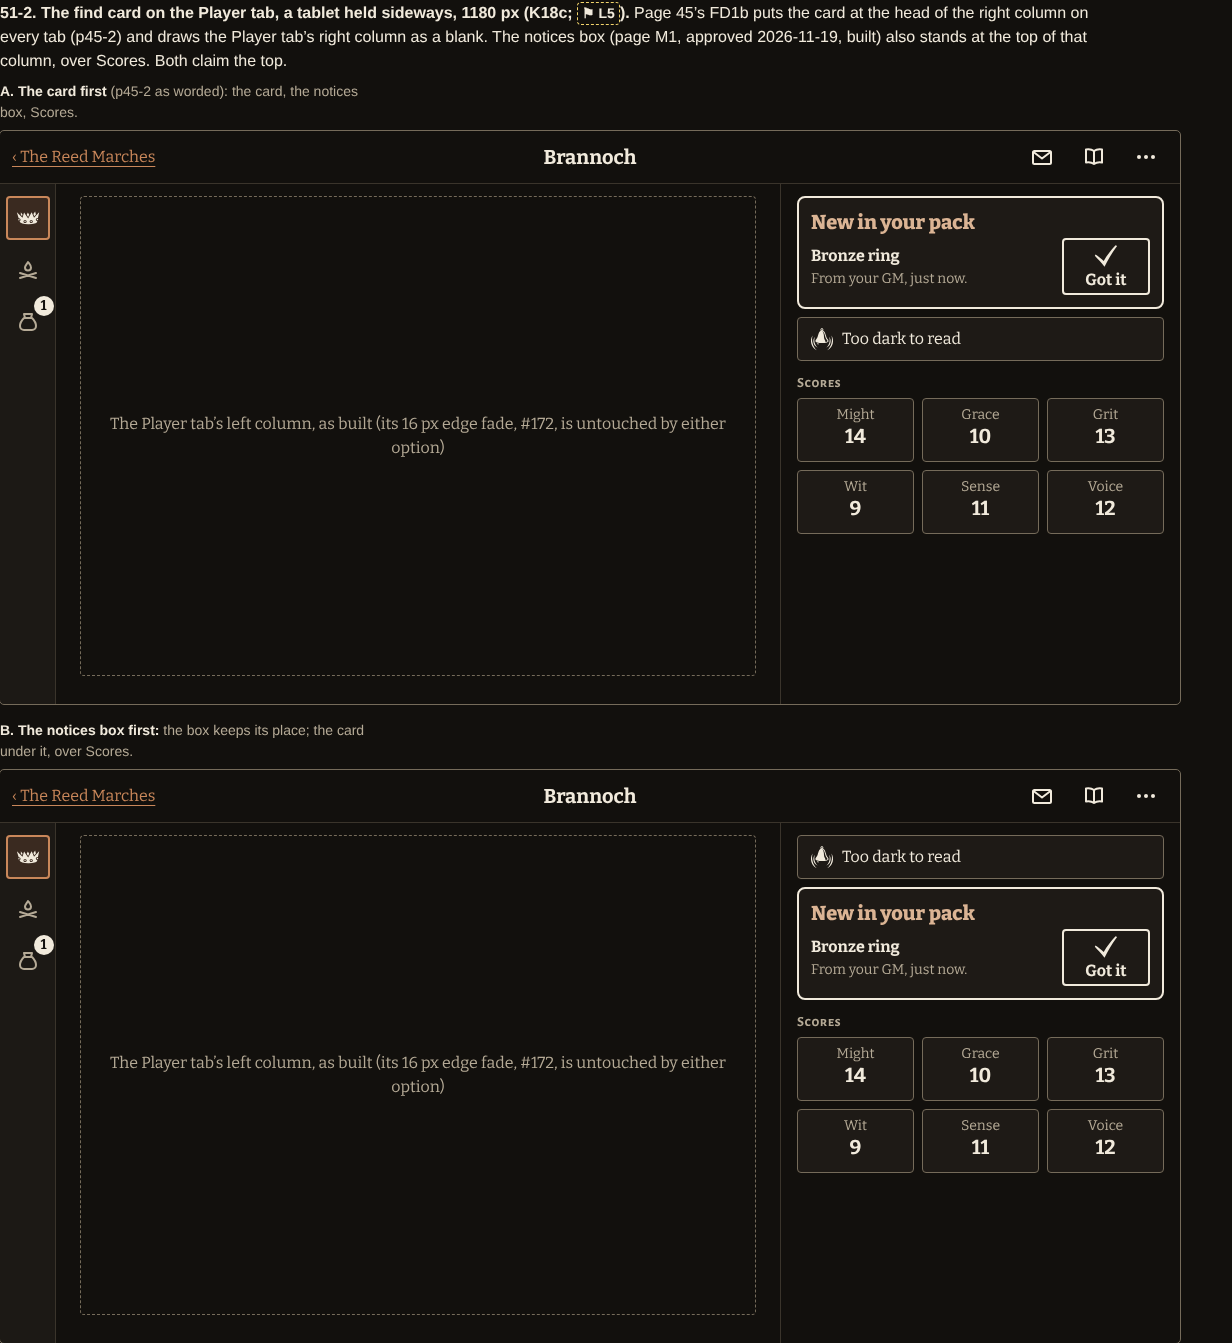 51-2. The find card on the Player tab, a tablet held sideways, 1180 px (K18c; ⚑ L5). Page 45’s FD1b puts the card at the head of the right column on
every tab (p45-2) and draws the Player tab’s right column as a blank. The notices box (page M1, approved 2026-11-19, built) also stands at the top of that
column, over Scores. Both claim the top.
A. The card first (p45-2 as worded): the card, the notices
box, Scores.
‹ The Reed Marches
Brannoch
1
The Player tab’s left column, as built (its 16 px edge fade, #172, is untouched by either
option)
New in your pack
Bronze ring
From your GM, just now.
Got it
Too dark to read
Scores
Might Grace Grit
14 10 13
Wit Sense Voice
9 11 12
B. The notices box first: the box keeps its place; the card
under it, over Scores.
‹ The Reed Marches
Brannoch
1
The Player tab’s left column, as built (its 16 px edge fade, #172, is untouched by either
option)
Too dark to read
New in your pack
Bronze ring
From your GM, just now.
Got it
Scores
Might Grace Grit
14 10 13
Wit Sense Voice
9 11 12